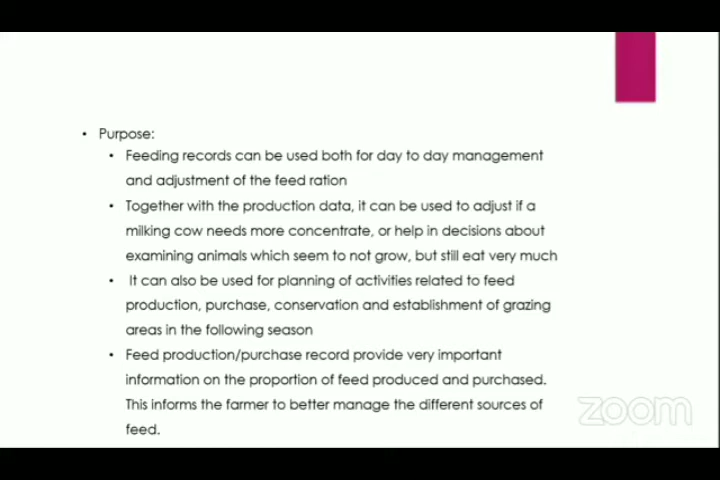 • Purpose:
• Feeding records can be used both for day to day management
and adjustment of the feed ration
• Together with the production data, it can be used to adjust if a
milking cow needs more concentrate, or help in decisions about
examining animals which seem to not grow, but still eat very much
• It can also be used for planning of activities related to feed
production, purchase, conservation and establishment of grazing
areas in the following season
• Feed production/purchase record provide very important
information on the proportion of feed produced and purchased.
This informs the farmer to better manage the different sources of
feed.
zoom